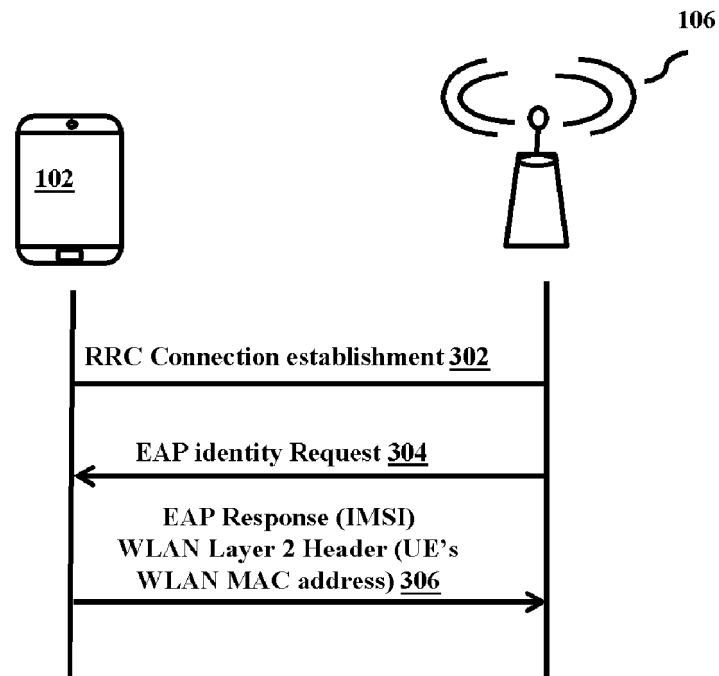 106
102
RRC Connection establishment 302
EAP identity Request 304
EAP Response (IMSI)
WLAN Layer 2 Header (UE's
WLAN MAC address) 306